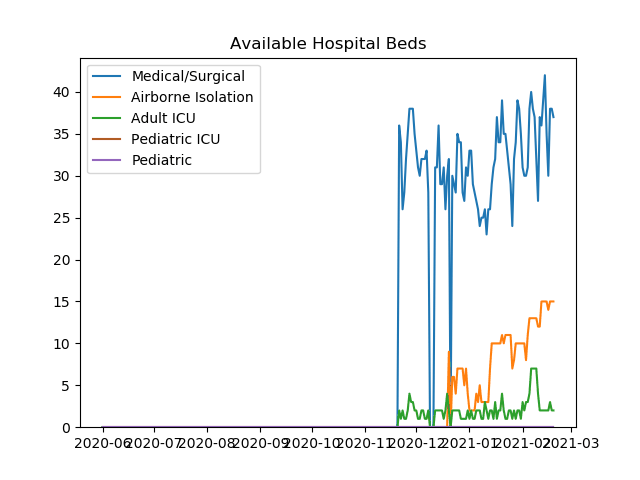 Available Hospital Beds
Medical/Surgical
Airborne Isolation
Adult ICU
Pediatric ICU
Pediatric
40
35
30
25
20
15
10
5
0
2020-06 2020-07 2020-08 2020-09 2020-10 2020-11 2020-12 2021-01 2021-02 2021-03